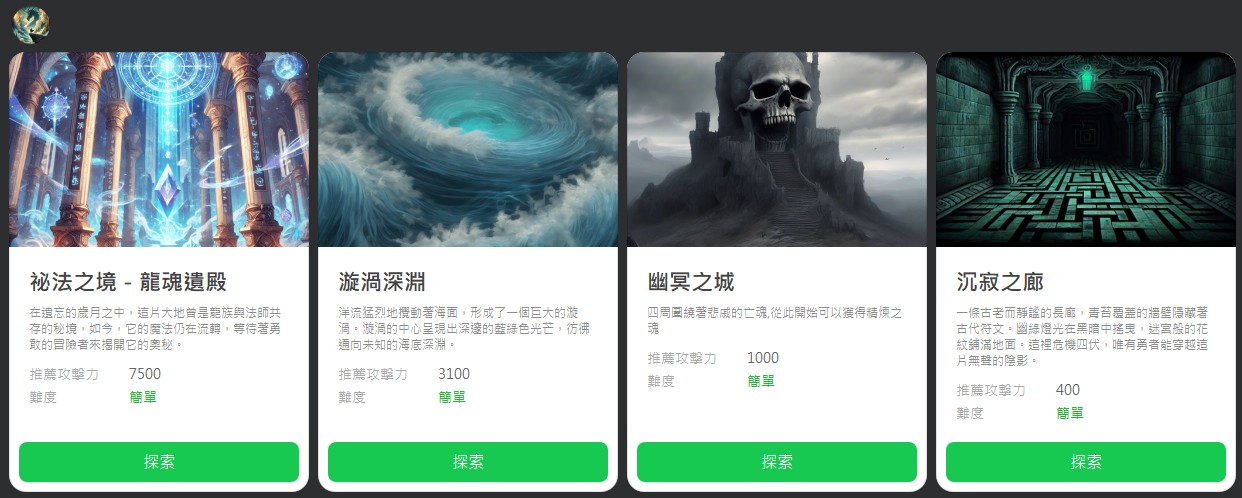 祕法之境 - 龍魂遺殿
在遺忘的歲月之中，這片大地曾是龍族與法師共
存的秘境，如今，它的魔法仍在流轉，等待著勇
敢的冒險者來揭開它的奧秘。
推薦攻擊力 7500
難度 簡單
探索
漩渦深淵
洋流猛烈地攪動著海面，形成了一個巨大的漩
渦。漩渦的中心呈現出深邃的藍綠色光芒，彷彿
通向未知的海底深淵。
推薦攻擊力 3100
難度 簡單
探索
幽冥之城
四周圍繞著悲戚的亡魂,從此開始可以獲得精煉之
魂
推薦攻擊力 1000
難度 簡單
探索
沉寂之廊
一條古老而靜謐的長廊，青苔覆蓋的牆壁隱藏著
古代符文。幽綠燈光在黑暗中搖曳，迷宮般的花
紋鋪滿地面。這裡危機四伏，唯有勇者能穿越這
片無聲的陰影。
推薦攻擊力 400
難度 簡單
探索